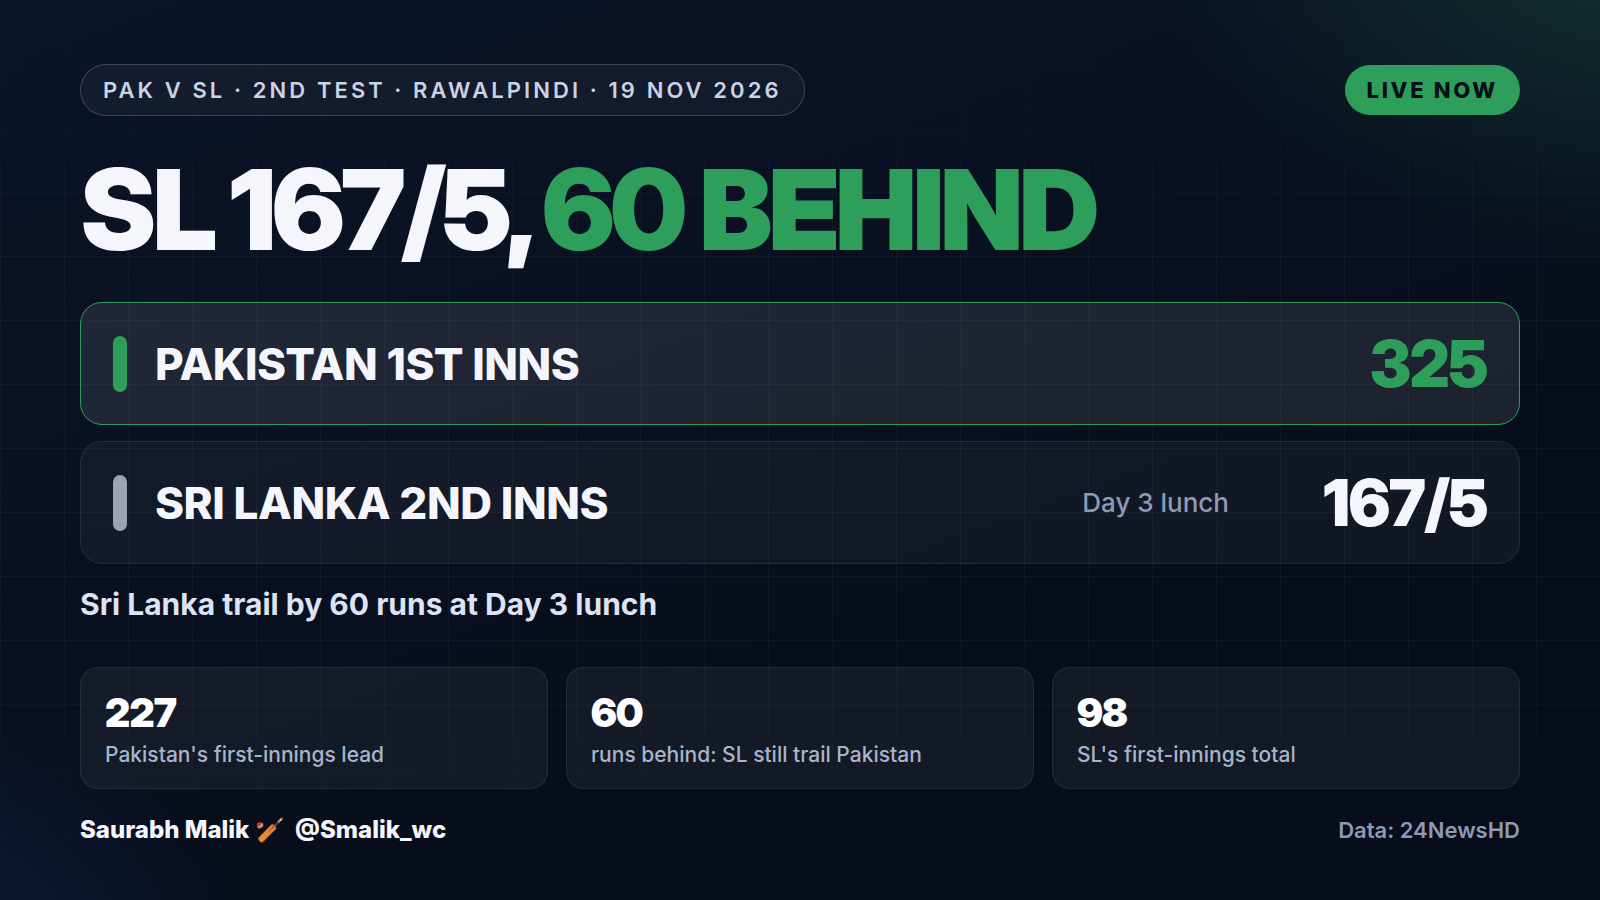 PAK V SL · 2ND TEST · RAWALPINDI · 19 NOV 2026
LIVE NOW
SL 167/5, 60 BEHIND
PAKISTAN 1ST INNS
325
SRI LANKA 2ND INNS
Day 3 lunch
167/5
Sri Lanka trail by 60 runs at Day 3 lunch
227
Pakistan's first-innings lead
60
runs behind: SL still trail Pakistan
98
SL's first-innings total
Saurabh Malik 🏏 @Smalik_wc
Data: 24NewsHD